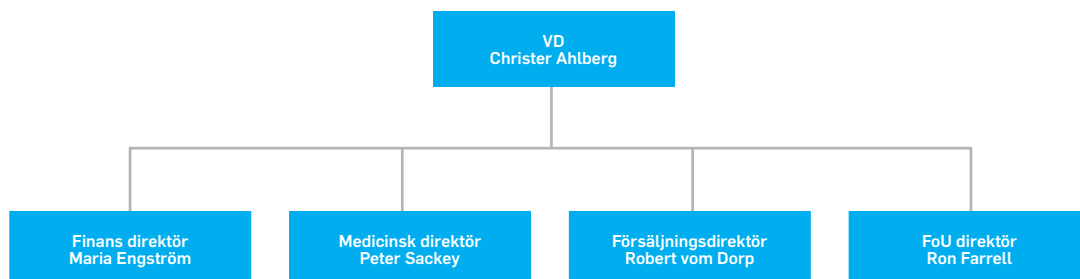 VD
Christer Ahlberg
Finans direktör
Maria Engström
Medicinsk direktör
Peter Sackey
Försäljningsdirektör
Robert vom Dorp
FoU direktör
Ron Farrell